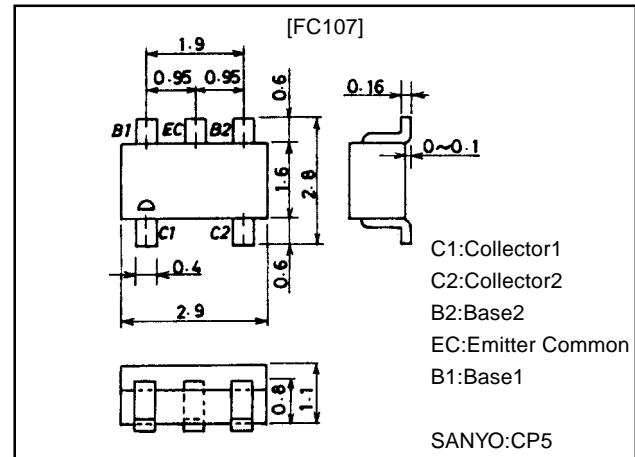 [FC107]
1.9
0.95 0.95
0.6
0.16
B1 EC B2
0~0.1
1.6
2.8
C1 C2
0.6
0.4
2.9
C1:Collector1
C2:Collector2
B2:Base2
EC:Emitter Common
B1:Base1
0.8
1.1
SANYO:CP5